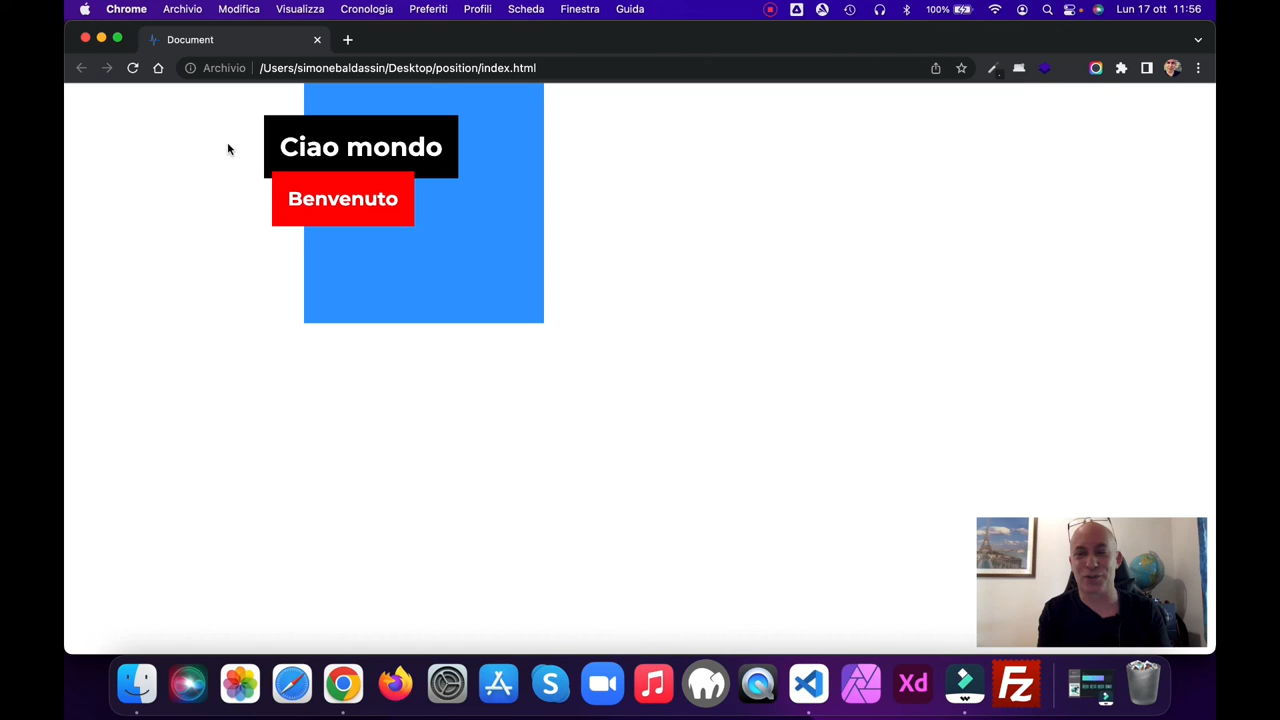 Chrome Archivio Modifica Visualizza Cronologia Preferiti Profili Scheda Finestra Guida 100% Lun 17 ott 11:56
Document
Archivio /Users/simonebaldassin/Desktop/position/index.html
Ciao mondo
Benvenuto
Xd
Fz